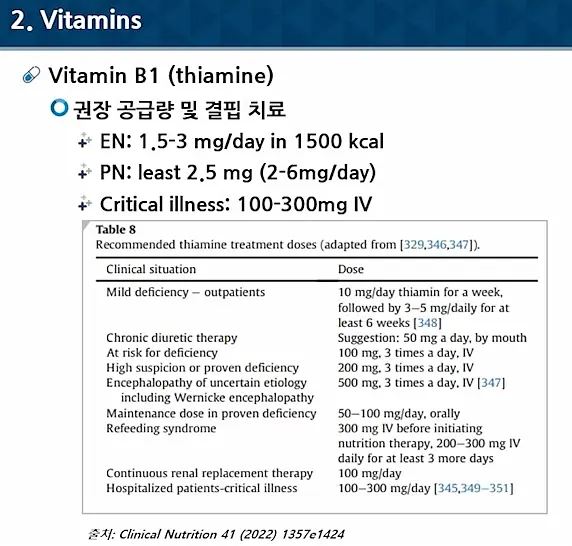 2. Vitamins
Vitamin B1 (thiamine)
권장 공급량 및 결핍 치료
EN: 1.5-3 mg/day in 1500 kcal
PN: least 2.5 mg (2-6mg/day)
Critical illness: 100-300mg IV
Table 8
Recommended thiamine treatment doses (adapted from [329,346,347]).
Clinical situation Dose
Mild deficiency – outpatients 10 mg/day thiamin for a week,
followed by 3–5 mg/daily for at
least 6 weeks [348]
Chronic diuretic therapy Suggestion: 50 mg a day, by mouth
At risk for deficiency 100 mg, 3 times a day, IV
High suspicion or proven deficiency 200 mg, 3 times a day, IV
Encephalopathy of uncertain etiology 500 mg, 3 times a day, IV [347]
including Wernicke encephalopathy
Maintenance dose in proven deficiency 50–100 mg/day, orally
Refeeding syndrome 300 mg IV before initiating
nutrition therapy, 200–300 mg IV
daily for at least 3 more days
Continuous renal replacement therapy 100 mg/day
Hospitalized patients-critical illness 100–300 mg/day [345,349–351]
출처: Clinical Nutrition 41 (2022) 1357e1424